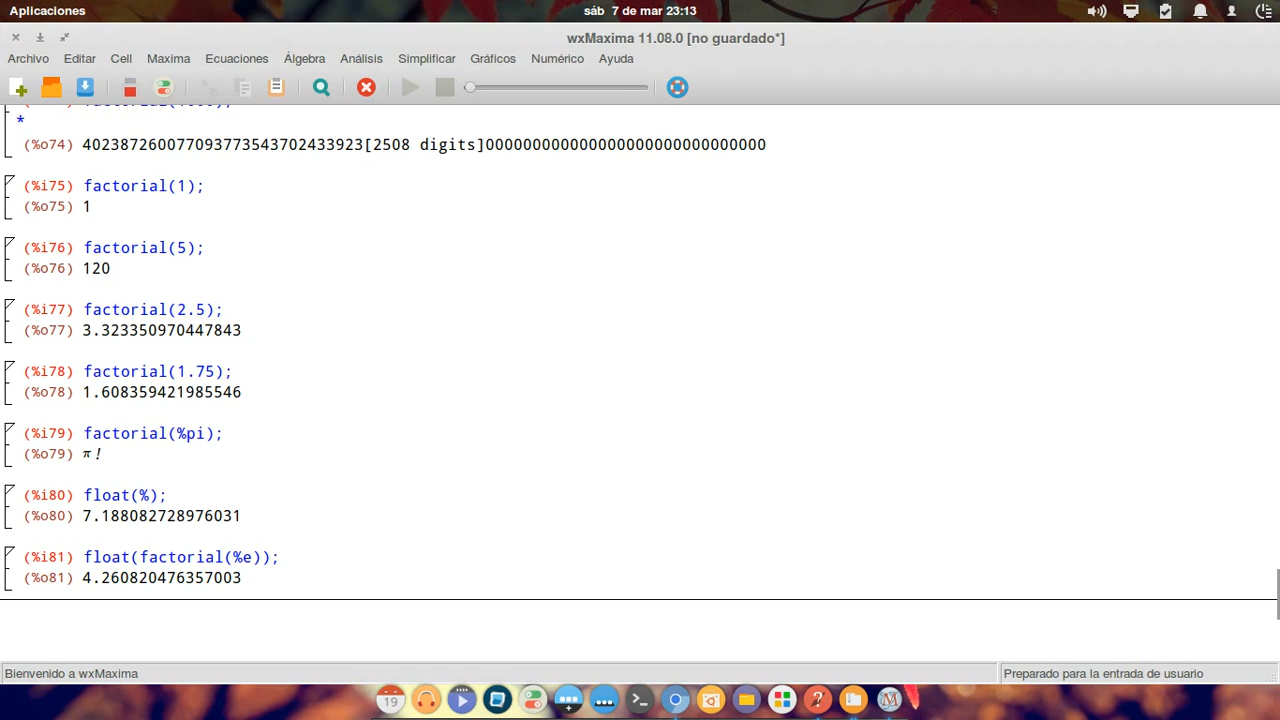 Aplicaciones
sáb 7 de mar 23:13
wxMaxima 11.08.0 [no guardado*]
Archivo Editar Cell Maxima Ecuaciones Álgebra Análisis Simplificar Gráficos Numérico Ayuda
*
(%o74) 402387260077093773543702433923[2508 digits]000000000000000000000000000000
(%i75) factorial(1);
(%o75) 1
(%i76) factorial(5);
(%o76) 120
(%i77) factorial(2.5);
(%o77) 3.323350970447843
(%i78) factorial(1.75);
(%o78) 1.608359421985546
(%i79) factorial(%pi);
(%o79) π!
(%i80) float(%);
(%o80) 7.188082728976031
(%i81) float(factorial(%e));
(%o81) 4.260820476357003
Bienvenido a wxMaxima
Preparado para la entrada de usuario
19